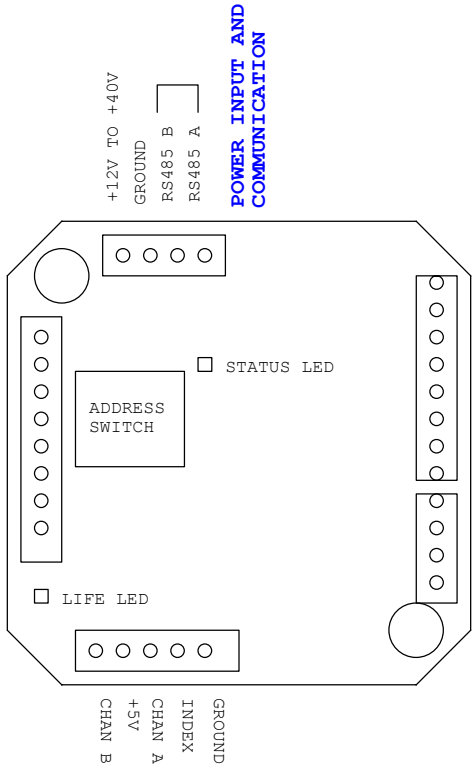 +12V TO +40V
GROUND
RS485 B
RS485 A
POWER INPUT AND
COMMUNICATION
STATUS LED
ADDRESS
SWITCH
LIFE LED
GROUND
INDEX
CHAN A
+5V
CHAN B